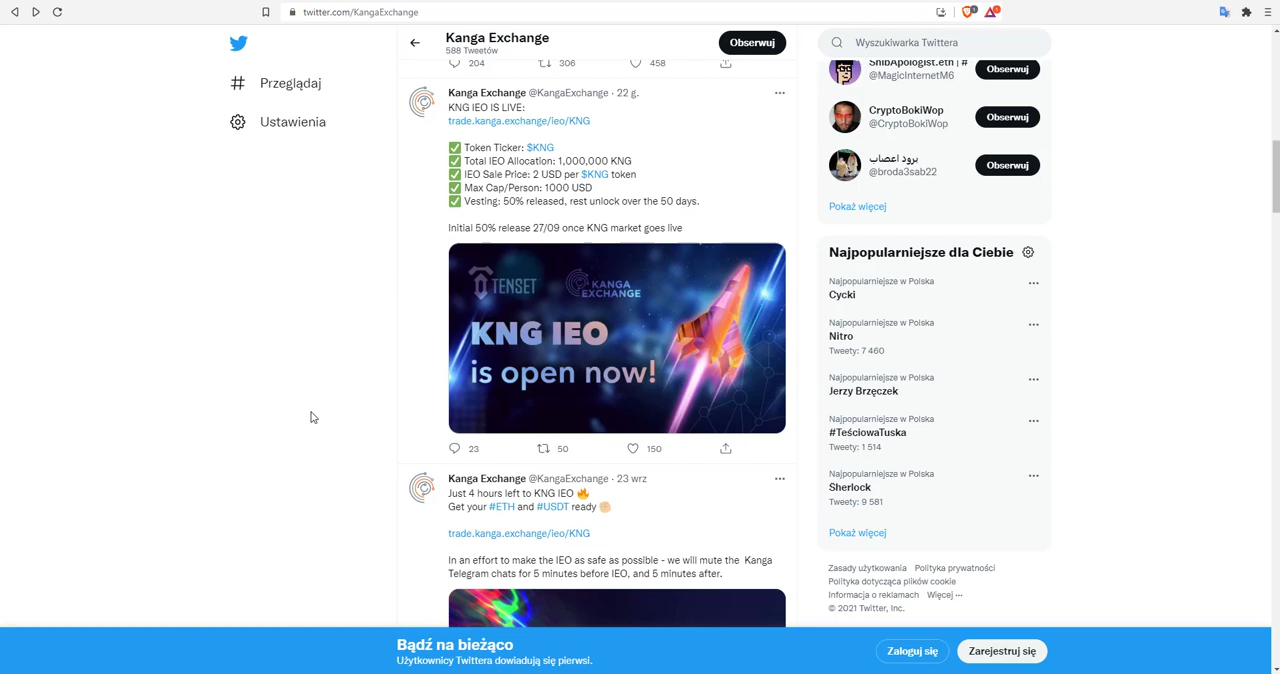 twitter.com/KangaExchange
Przeglądaj
Ustawienia
Kanga Exchange
588 Tweetów
Obserwuj
204 306 458
Kanga Exchange @KangaExchange · 22 g.
KNG IEO IS LIVE:
trade.kanga.exchange/ieo/KNG
✅ Token Ticker: $KNG
✅ Total IEO Allocation: 1,000,000 KNG
✅ IEO Sale Price: 2 USD per $KNG token
✅ Max Cap/Person: 1000 USD
✅ Vesting: 50% released, rest unlock over the 50 days.
Initial 50% release 27/09 once KNG market goes live
TENSET KANGA EXCHANGE
KNG IEO
is open now!
23 50 150
Kanga Exchange @KangaExchange · 23 wrz
Just 4 hours left to KNG IEO 🔥
Get your #ETH and #USDT ready ✊🏼
trade.kanga.exchange/ieo/KNG
In an effort to make the IEO as safe as possible - we will mute the Kanga
Telegram chats for 5 minutes before IEO, and 5 minutes after.
Wyszukiwarka Twittera
ShibApologist.eth | #
@MagicInternetM6
Obserwuj
CryptoBokiWop
@CryptoBokiWop
Obserwuj
برود اعصاب
@broda3sab22
Obserwuj
Pokaż więcej
Najpopularniejsze dla Ciebie
Najpopularniejsze w Polska
Cycki
Najpopularniejsze w Polska
Nitro
Tweety: 7 460
Najpopularniejsze w Polska
Jerzy Brzęczek
Najpopularniejsze w Polska
#TeściowaTuska
Tweety: 1 514
Najpopularniejsze w Polska
Sherlock
Tweety: 9 581
Pokaż więcej
Zasady użytkowania Polityka prywatności
Polityka dotycząca plików cookie
Informacja o reklamach Więcej ···
© 2021 Twitter, Inc.
Bądź na bieżąco
Użytkownicy Twittera dowiadują się pierwsi.
Zaloguj się
Zarejestruj się